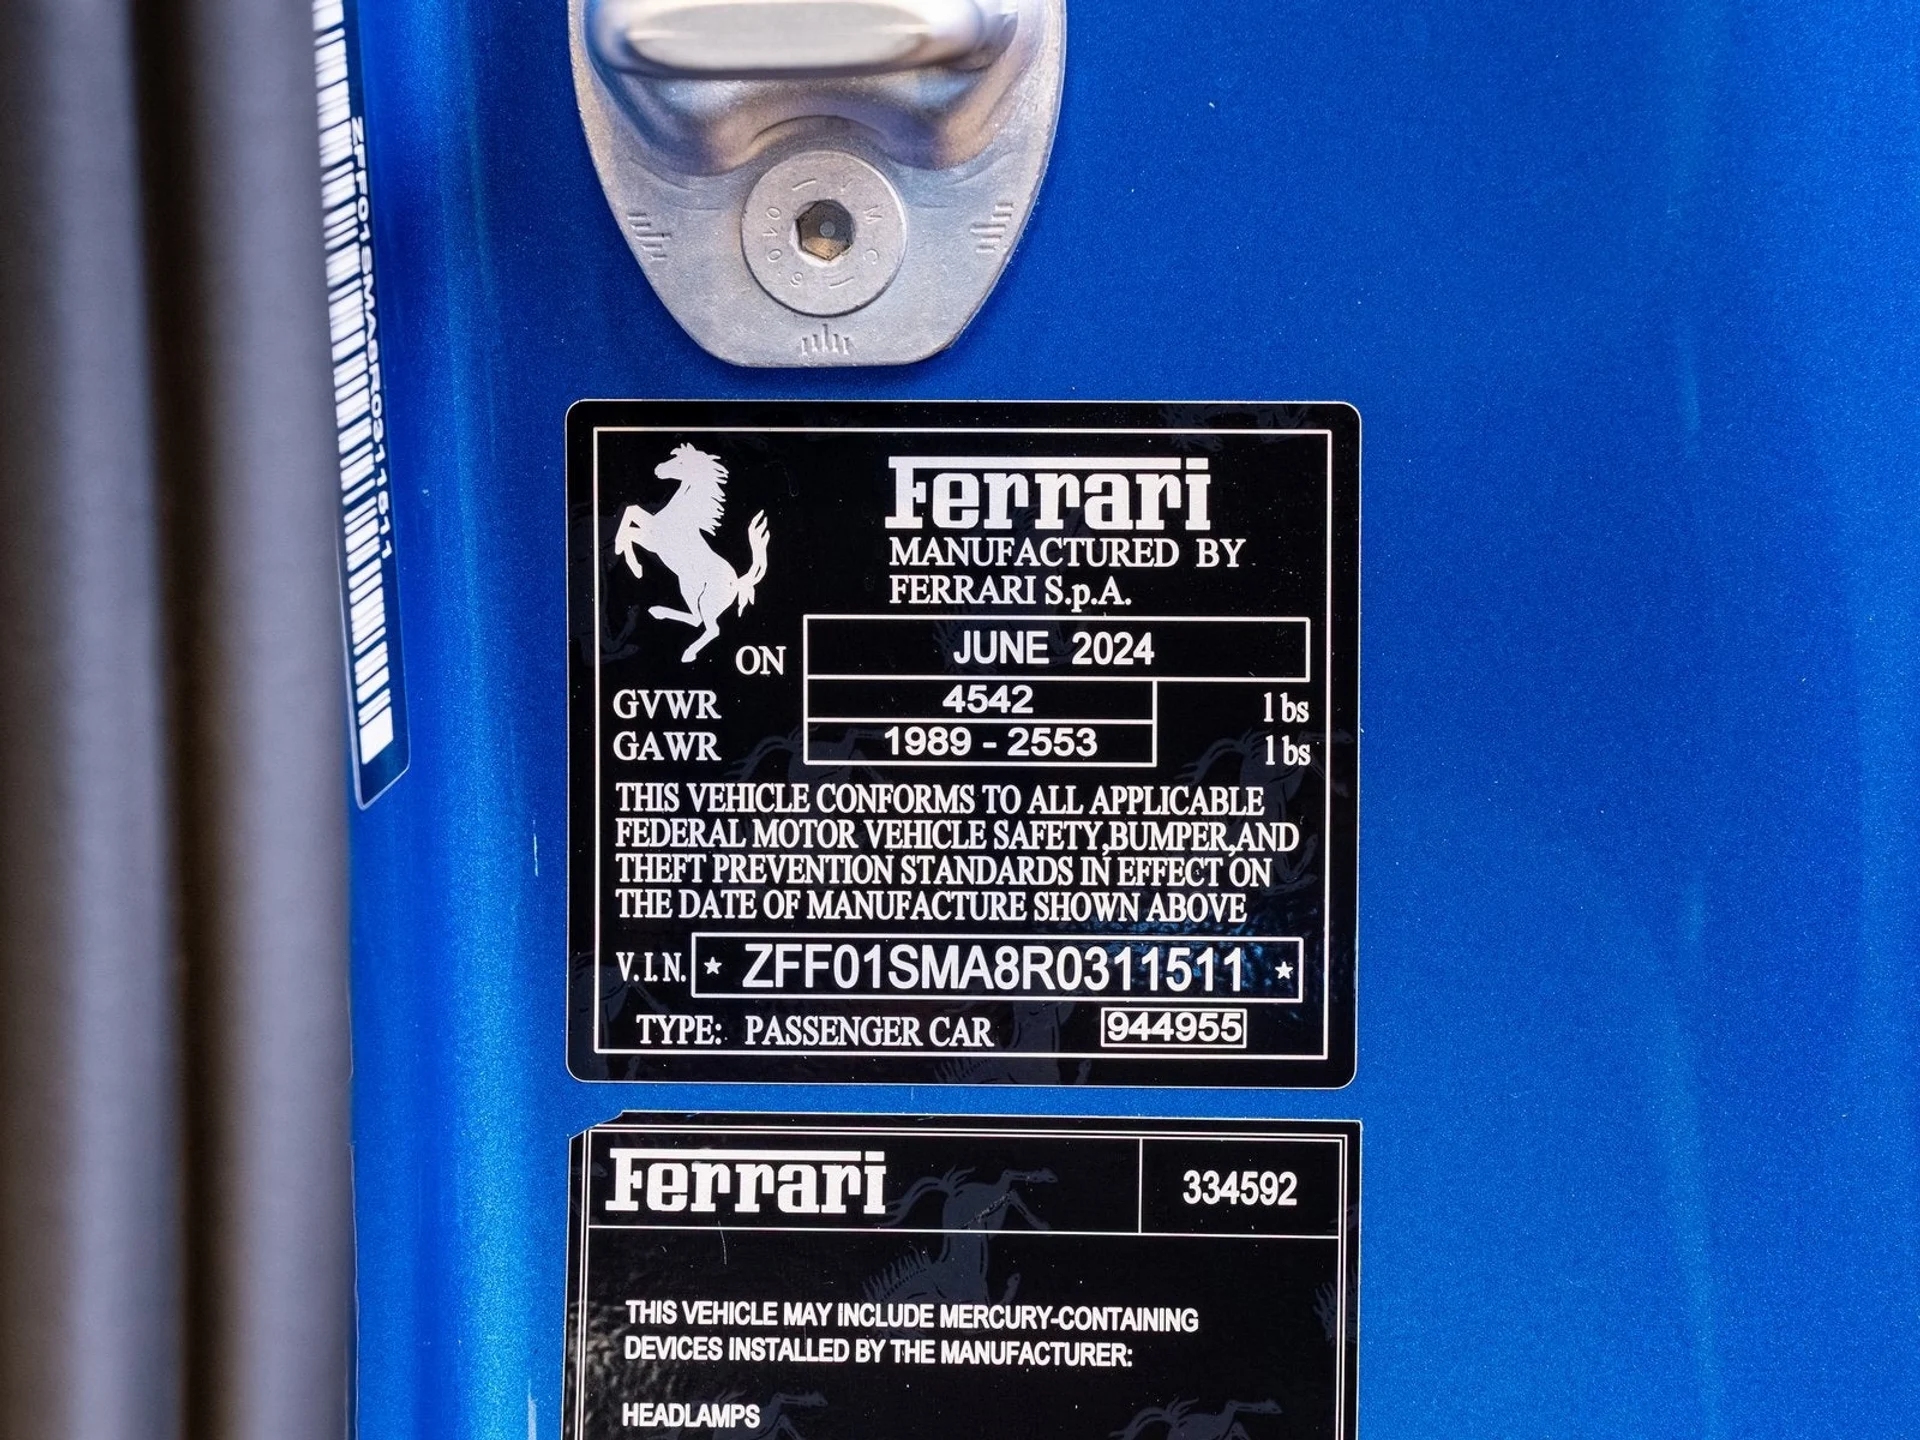 ZFF01SMA8R0311511
Ferrari
MANUFACTURED BY
FERRARI S.p.A.
ON JUNE 2024
GVWR 4542 lbs
GAWR 1989 - 2553 lbs
THIS VEHICLE CONFORMS TO ALL APPLICABLE
FEDERAL MOTOR VEHICLE SAFETY,BUMPER,AND
THEFT PREVENTION STANDARDS IN EFFECT ON
THE DATE OF MANUFACTURE SHOWN ABOVE
V.I.N. ★ ZFF01SMA8R0311511 ★
TYPE: PASSENGER CAR 944955
Ferrari 334592
THIS VEHICLE MAY INCLUDE MERCURY-CONTAINING
DEVICES INSTALLED BY THE MANUFACTURER:
HEADLAMPS